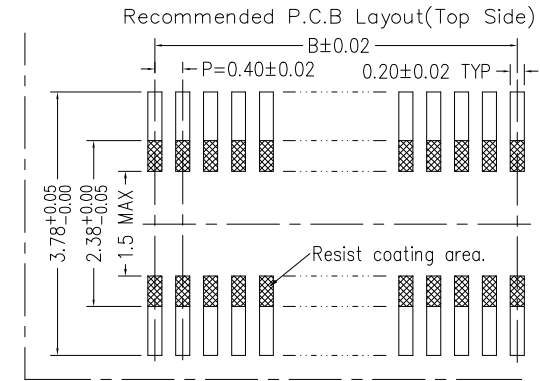 Recommended P.C.B Layout(Top Side)
B±0.02
P=0.40±0.02
0.20±0.02 TYP
3.78+0.05
-0.00
2.38+0.00
-0.05
1.5 MAX
Resist coating area.